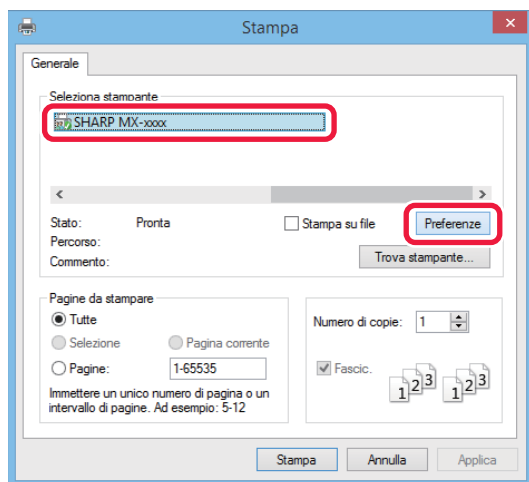 Stampa
Generale
Seleziona stampante
SHARP MX-xxxx
Stato: Pronta
Stampa su file
Preferenze
Percorso:
Commento:
Trova stampante...
Pagine da stampare
Tutte
Selezione
Pagina corrente
Pagine:
1-65535
Immettere un unico numero di pagina o un
intervallo di pagine. Ad esempio: 5-12
Numero di copie: 1
Fascic.
1 2 3 1 2 3
Stampa
Annulla
Applica